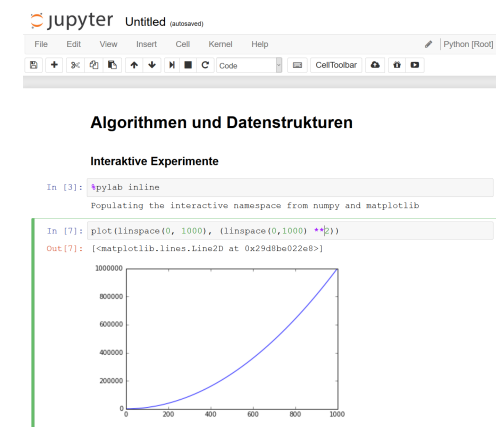 jupyter Untitled (autosaved)
File Edit View Insert Cell Kernel Help Python [Root]
Code CellToolbar
Algorithmen und Datenstrukturen
Interaktive Experimente
In [3]: %pylab inline
Populating the interactive namespace from numpy and matplotlib
In [7]: plot(linspace(0, 1000), (linspace(0,1000) **2))
Out[7]: [<matplotlib.lines.Line2D at 0x29d8be022e8>]
1000000
800000
600000
400000
200000
0
0 200 400 600 800 1000